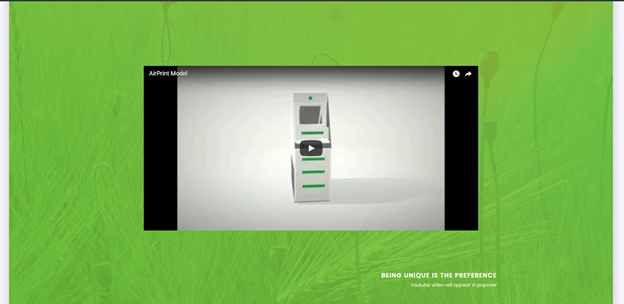 AirPrint Model
BEING UNIQUE IS THE PREFERENCE
Youtube video will appear in popover